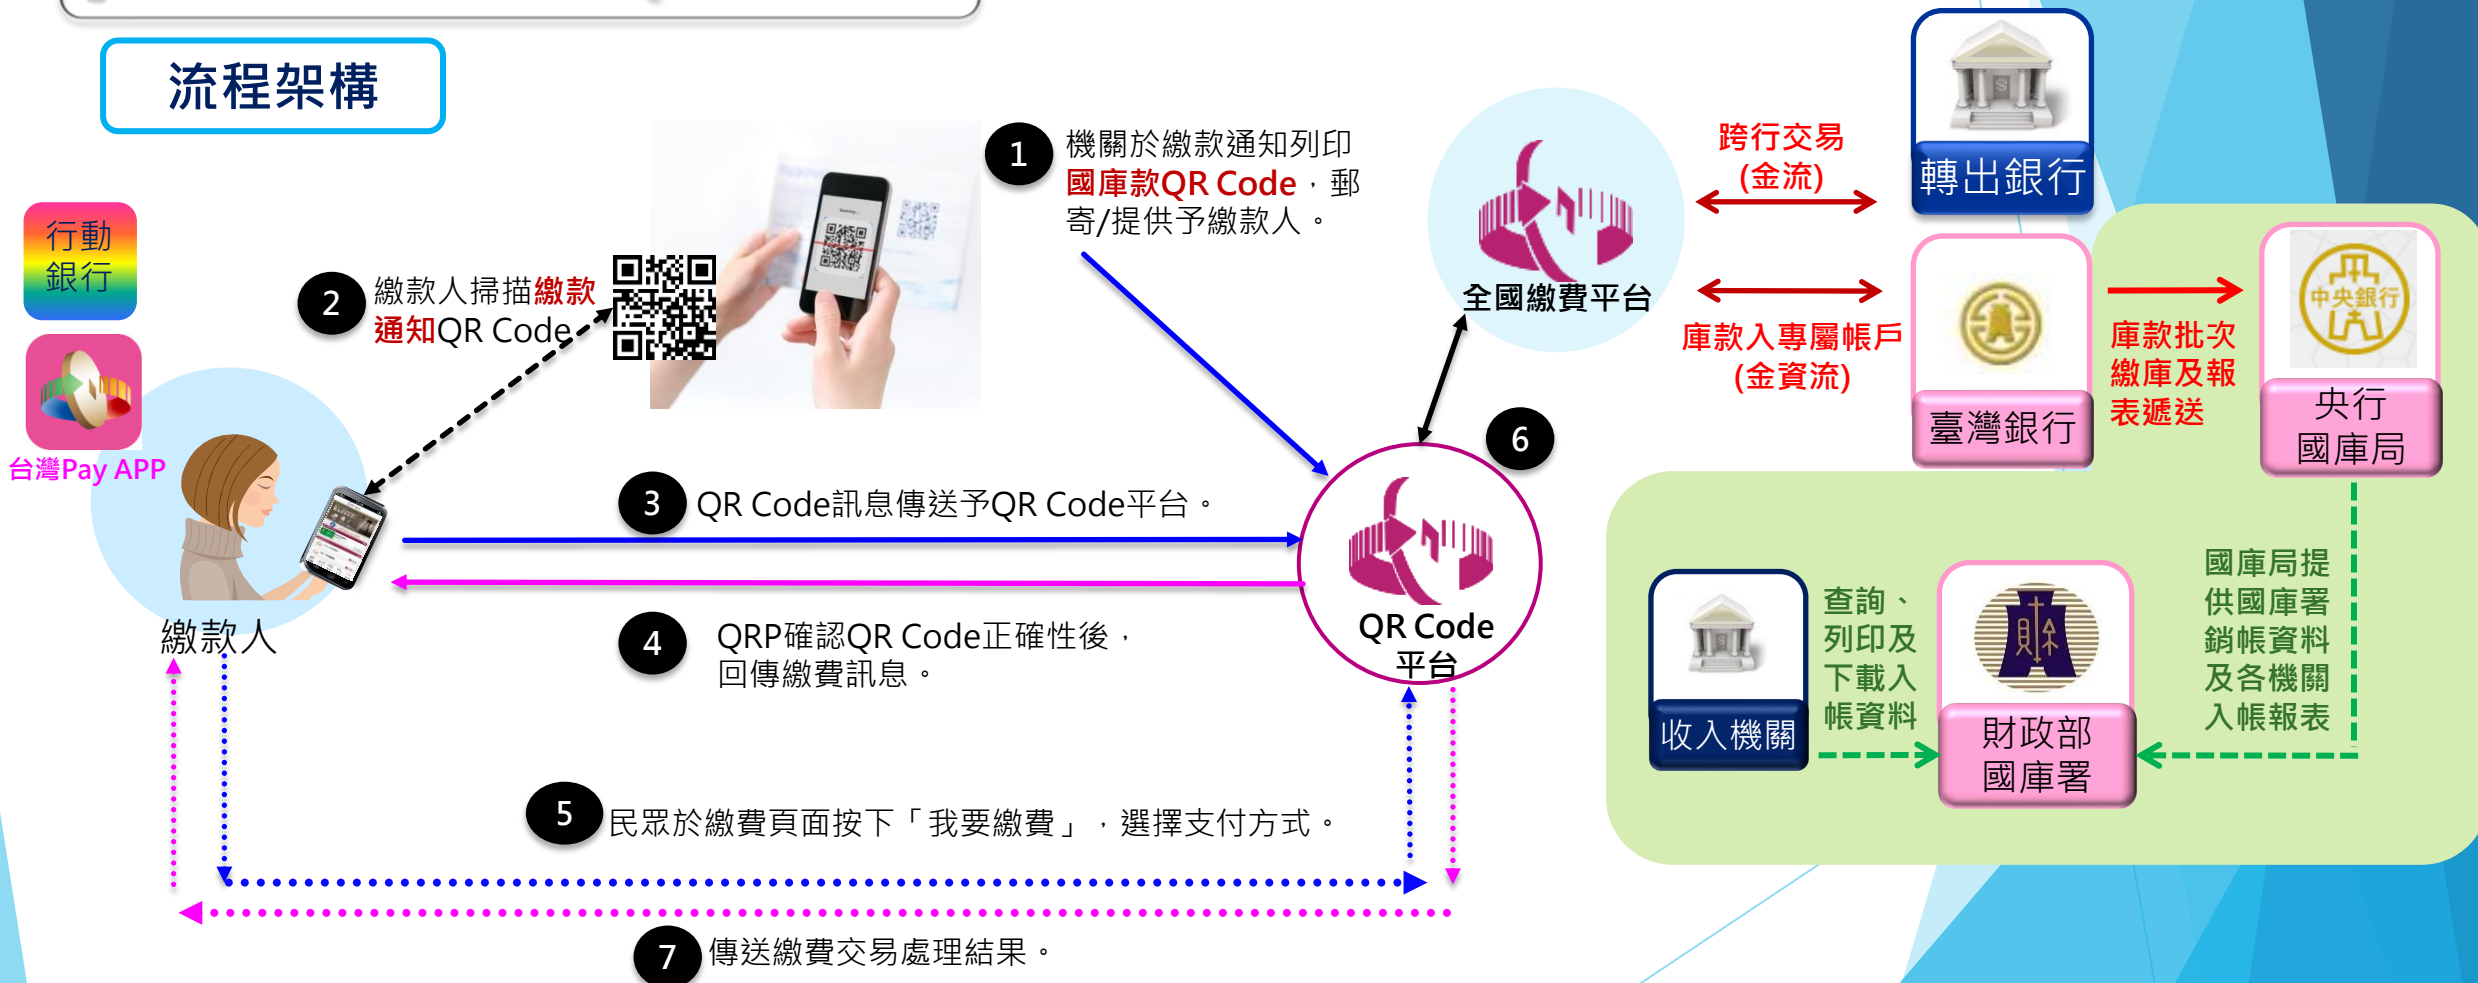 流程架構
行動
銀行
台灣Pay APP
繳款人
1
機關於繳款通知列印
國庫款QR Code，郵
寄/提供予繳款人。
2
繳款人掃描繳款
通知QR Code
3
QR Code訊息傳送予QR Code平台。
4
QRP確認QR Code正確性後，
回傳繳費訊息。
5
民眾於繳費頁面按下「我要繳費」，選擇支付方式。
6
QR Code
平台
7
傳送繳費交易處理結果。
全國繳費平台
跨行交易
(金流)
轉出銀行
庫款入專屬帳戶
(金資流)
臺灣銀行
庫款批次
繳庫及報
表遞送
中央銀行
央行
國庫局
國庫局提
供國庫署
銷帳資料
及各機關
入帳報表
財政部
國庫署
查詢、
列印及
下載入
帳資料
收入機關